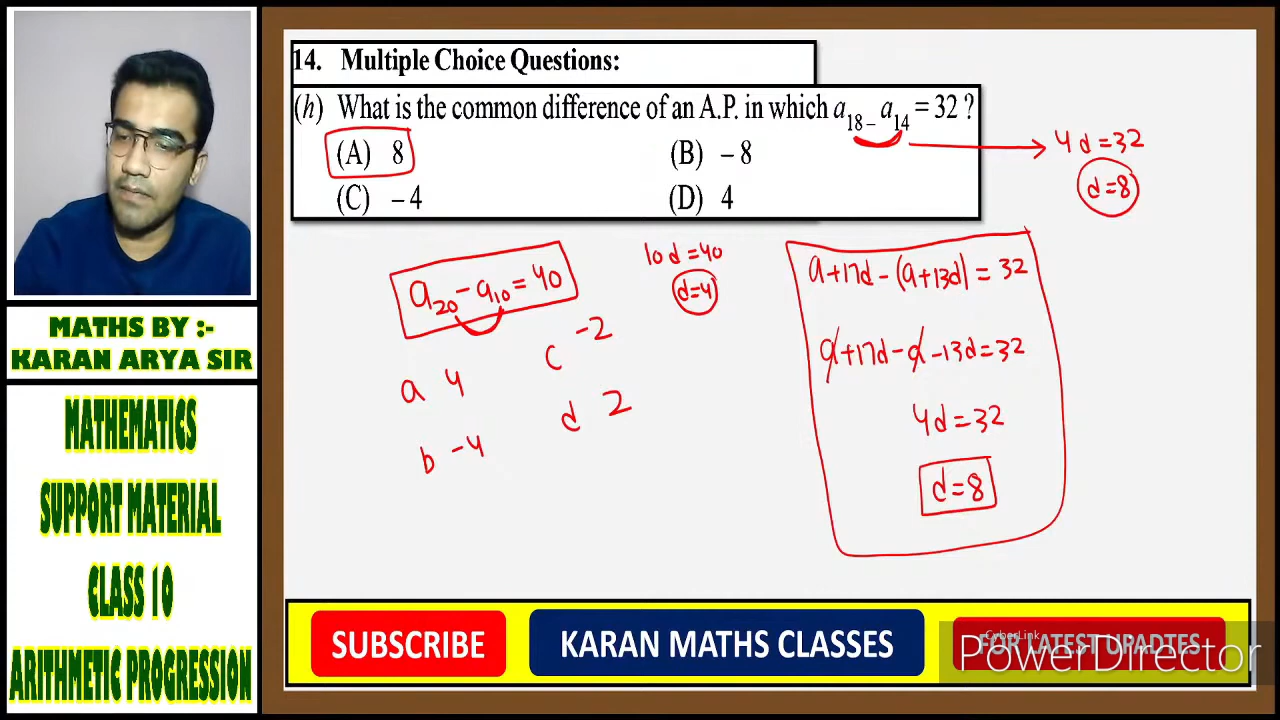 14. Multiple Choice Questions:
(h) What is the common difference of an A.P. in which a₁₈ – a₁₄ = 32 ?
(A) 8
(B) – 8
(C) – 4
(D) 4
4d=32
d=8
a₂₀ - a₁₀ = 40
10d=40
d=4
a 4
c -2
b -4
d 2
a+17d-(a+13d)=32
a+17d-a-13d=32
4d=32
d=8
MATHS BY :-
KARAN ARYA SIR
MATHEMATICS
SUPPORT MATERIAL
CLASS 10
ARITHMETIC PROGRESSION
SUBSCRIBE
KARAN MATHS CLASSES
FOR LATEST UPADTES
CyberLink
PowerDirector